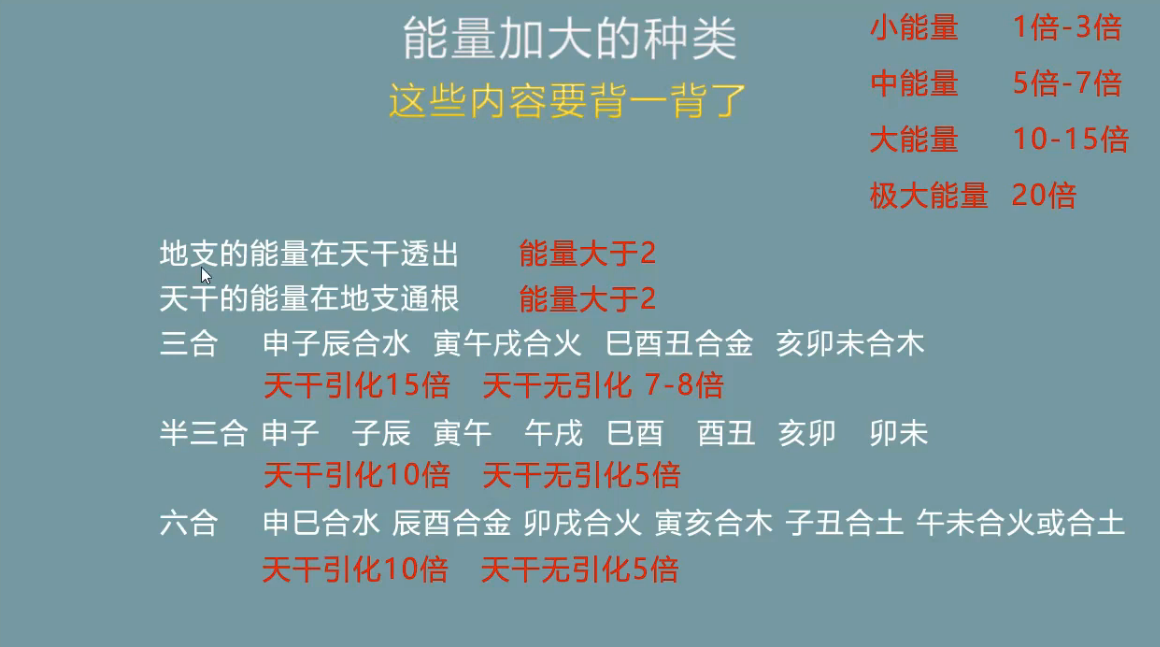 能量加大的种类
这些内容要背一背了
小能量 1倍-3倍
中能量 5倍-7倍
大能量 10-15倍
极大能量 20倍
地支的能量在天干透出 能量大于2
天干的能量在地支通根 能量大于2
三合 申子辰合水 寅午戌合火 巳酉丑合金 亥卯未合木
天干引化15倍 天干无引化 7-8倍
半三合 申子 子辰 寅午 午戌 巳酉 酉丑 亥卯 卯未
天干引化10倍 天干无引化5倍
六合 申巳合水 辰酉合金 卯戌合火 寅亥合木 子丑合土 午未合火或合土
天干引化10倍 天干无引化5倍